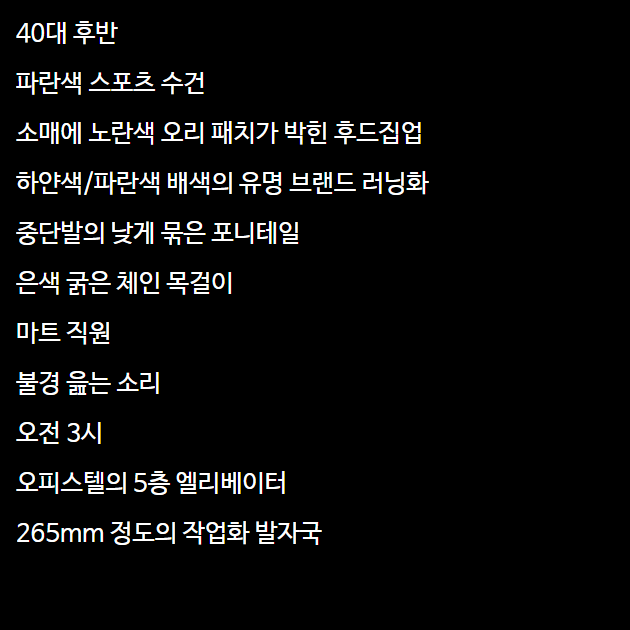 40대 후반
파란색 스포츠 수건
소매에 노란색 오리 패치가 박힌 후드집업
하얀색/파란색 배색의 유명 브랜드 러닝화
중단발의 낮게 묶은 포니테일
은색 굵은 체인 목걸이
마트 직원
불경 읊는 소리
오전 3시
오피스텔의 5층 엘리베이터
265mm 정도의 작업화 발자국